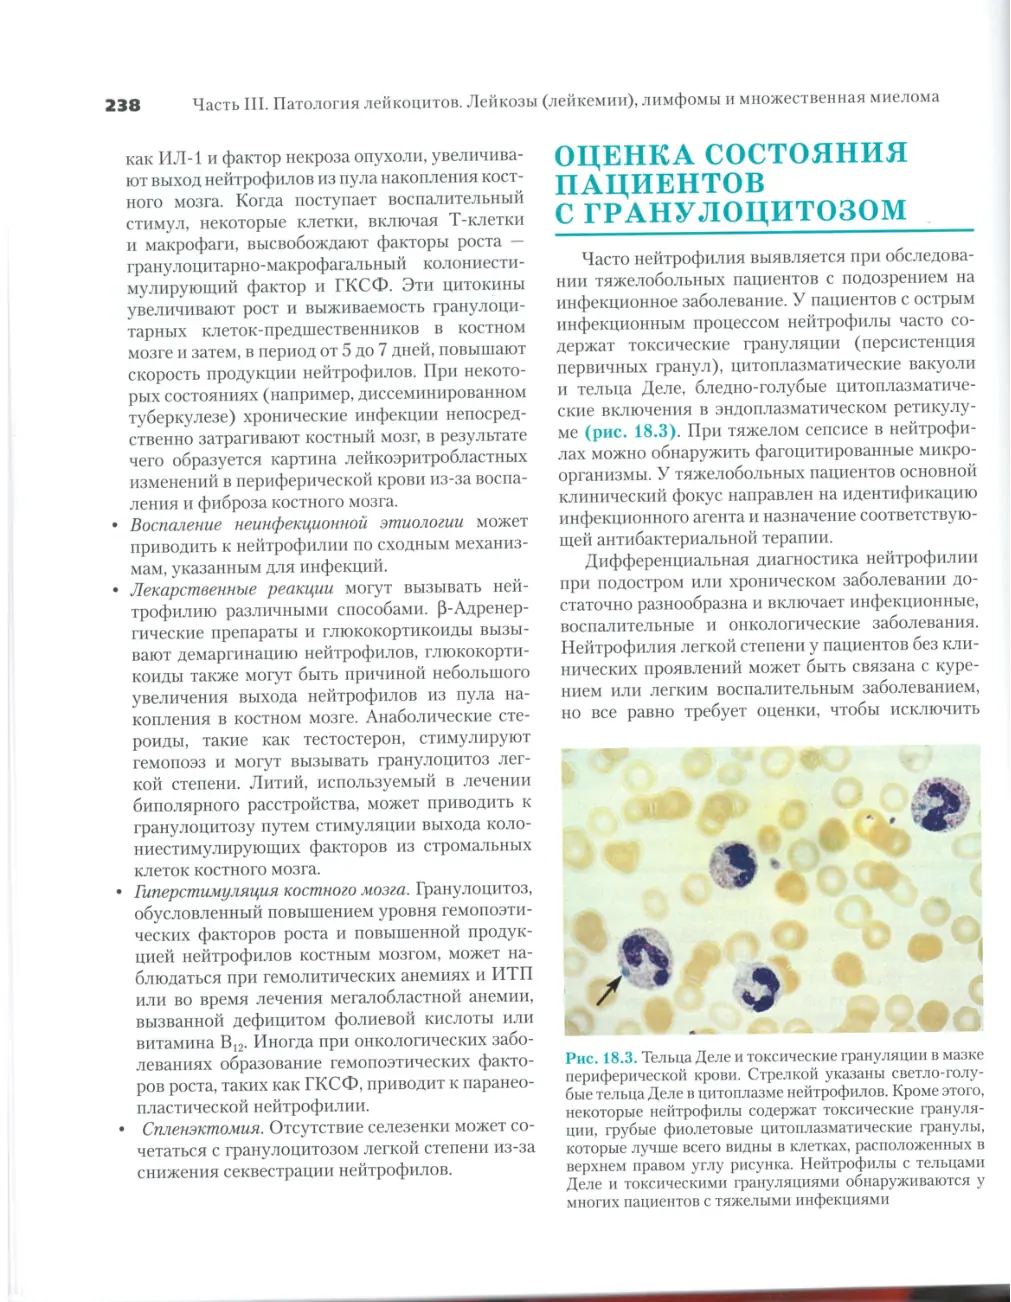 238
Часть III. Патология лейкоцитов. Лейкозы (лейкемии), лимфомы и множественная миелома
как ИЛ-1 и фактор некроза опухоли, увеличива-
ют выход нейтрофилов из пула накопления кост-
ного мозга. Когда поступает воспалительный
стимул, некоторые клетки, включая Т-клетки
и макрофаги, высвобождают факторы роста —
гранулоцитарно-макрофагальный колониести-
мулирующий фактор и ГКСФ. Эти цитокины
увеличивают рост и выживаемость гранулоци-
тарных клеток-предшественников в костном
мозге и затем, в период от 5 до 7 дней, повышают
скорость продукции нейтрофилов. При некото-
рых состояниях (например, диссеминированном
туберкулезе) хронические инфекции непосред-
ственно затрагивают костный мозг, в результате
чего образуется картина лейкоэритробластных
изменений в периферической крови из-за воспа-
ления и фиброза костного мозга.
• Воспаление неинфекционной этиологии может
приводить к нейтрофилии по сходным механиз-
мам, указанным для инфекций.
• Лекарственные реакции могут вызывать ней-
трофилию различными способами. β-Адренер-
гические препараты и глюкокортикоиды вызы-
вают демаргинацию нейтрофилов, глюкокорти-
коиды также могут быть причиной небольшого
увеличения выхода нейтрофилов из пула на-
копления в костном мозге. Анаболические сте-
роиды, такие как тестостерон, стимулируют
гемопоэз и могут вызывать гранулоцитоз лег-
кой степени. Литий, используемый в лечении
биполярного расстройства, может приводить к
гранулоцитозу путем стимуляции выхода коло-
ниестимулирующих факторов из стромальных
клеток костного мозга.
• Гиперстимуляция костного мозга. Гранулоцитоз,
обусловленный повышением уровня гемопоэти-
ческих факторов роста и повышенной продук-
цией нейтрофилов костным мозгом, может на-
блюдаться при гемолитических анемиях и ИТП
или во время лечения мегалобластной анемии,
вызванной дефицитом фолиевой кислоты или
витамина B₁₂. Иногда при онкологических забо-
леваниях образование гемопоэтических факто-
ров роста, таких как ГКСФ, приводит к паранео-
пластической нейтрофилии.
• Спленэктомия. Отсутствие селезенки может со-
четаться с гранулоцитозом легкой степени из-за
снижения секвестрации нейтрофилов.
ОЦЕНКА СОСТОЯНИЯ
ПАЦИЕНТОВ
С ГРАНУЛОЦИТОЗОМ
Часто нейтрофилия выявляется при обследова-
нии тяжелобольных пациентов с подозрением на
инфекционное заболевание. У пациентов с острым
инфекционным процессом нейтрофилы часто со-
держат токсические грануляции (персистенция
первичных гранул), цитоплазматические вакуоли
и тельца Деле, бледно-голубые цитоплазматиче-
ские включения в эндоплазматическом ретикулу-
ме (рис. 18.3). При тяжелом сепсисе в нейтрофи-
лах можно обнаружить фагоцитированные микро-
организмы. У тяжелобольных пациентов основной
клинический фокус направлен на идентификацию
инфекционного агента и назначение соответствую-
щей антибактериальной терапии.
Дифференциальная диагностика нейтрофилии
при подостром или хроническом заболевании до-
статочно разнообразна и включает инфекционные,
воспалительные и онкологические заболевания.
Нейтрофилия легкой степени у пациентов без кли-
нических проявлений может быть связана с куре-
нием или легким воспалительным заболеванием,
но все равно требует оценки, чтобы исключить
Рис. 18.3. Тельца Деле и токсические грануляции в мазке
периферической крови. Стрелкой указаны светло-голу-
бые тельца Деле в цитоплазме нейтрофилов. Кроме этого,
некоторые нейтрофилы содержат токсические грануля-
ции, грубые фиолетовые цитоплазматические гранулы,
которые лучше всего видны в клетках, расположенных в
верхнем правом углу рисунка. Нейтрофилы с тельцами
Деле и токсическими грануляциями обнаруживаются у
многих пациентов с тяжелыми инфекциями